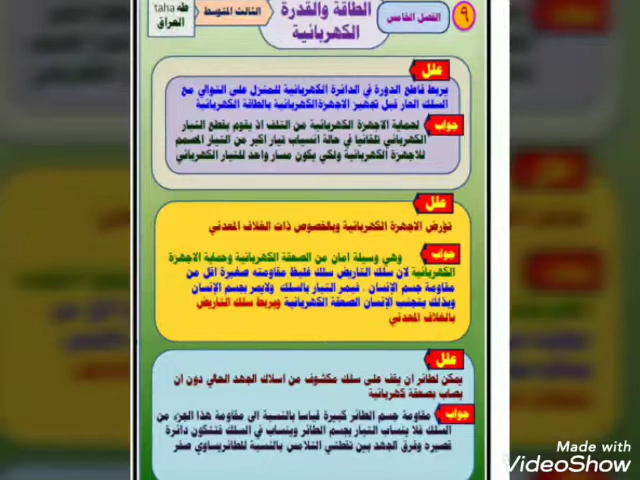 ٩
الفصل الخامس
الطاقة والقدرة
الكهربائية
الثالث المتوسط
طه taha
العراق
علل
يربط قاطع الدورة في الدائرة الكهربائية للمنزل على التوالي مع
السلك الحار قبل تجهيز الاجهزة الكهربائية بالطاقة الكهربائية
جواب
لحماية الاجهزة الكهربائية من التلف اذ يقوم بقطع التيار
الكهربائي تلقائيا في حالة انسياب تيار اكبر من التيار المصمم
للاجهزة الكهربائية ولكي يكون مسار واحد للتيار الكهربائي
علل
تؤرض الاجهزة الكهربائية وبالخصوص ذات الغلاف المعدني
جواب
وهي وسيلة امان من الصعقة الكهربائية وحماية الاجهزة
الكهربائية لان سلك التاريض سلك غليظ مقاومته صغيرة اقل من
مقاومة جسم الإنسان . فيمر التيار بالسلك ولايمر بجسم الإنسان
وبذلك يتجنب الإنسان الصعقة الكهربائية ويربط سلك التاريض
بالغلاف المعدني
علل
يمكن لطائر ان يقف على سلك مكشوف من اسلاك الجهد العالي دون ان
يصاب بصعقة كهربائية
جواب
مقاومة جسم الطائر كبيرة قياسا بالنسبة الى مقاومة هذا الجزء من
السلك فلا ينساب التيار بجسم الطائر وينساب في السلك فتتكون دائرة
قصيره وفرق الجهد بين نقطتي التلامس بالنسبة للطائريساوي صفر
Made with
VideoShow